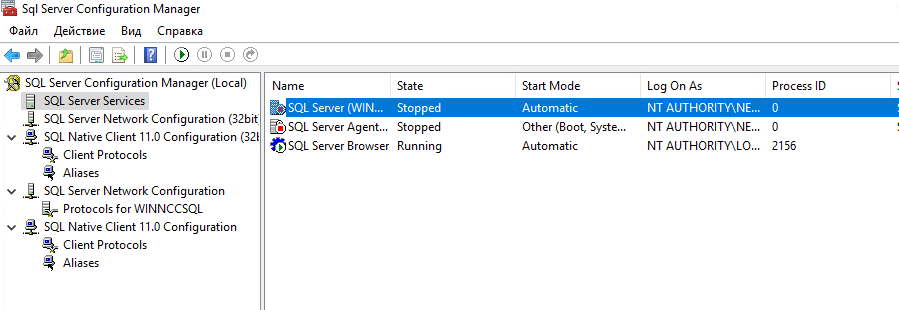 Sql Server Configuration Manager
Файл Действие Вид Справка
SQL Server Configuration Manager (Local)
SQL Server Services
SQL Server Network Configuration (32bit
SQL Native Client 11.0 Configuration (32l
Client Protocols
Aliases
SQL Server Network Configuration
Protocols for WINNCCSQL
SQL Native Client 11.0 Configuration
Client Protocols
Aliases
Name State Start Mode Log On As Process ID
SQL Server (WIN... Stopped Automatic NT AUTHORITY\NE... 0
SQL Server Agent... Stopped Other (Boot, Syste... NT AUTHORITY\NE... 0
SQL Server Browser Running Automatic NT AUTHORITY\LO... 2156